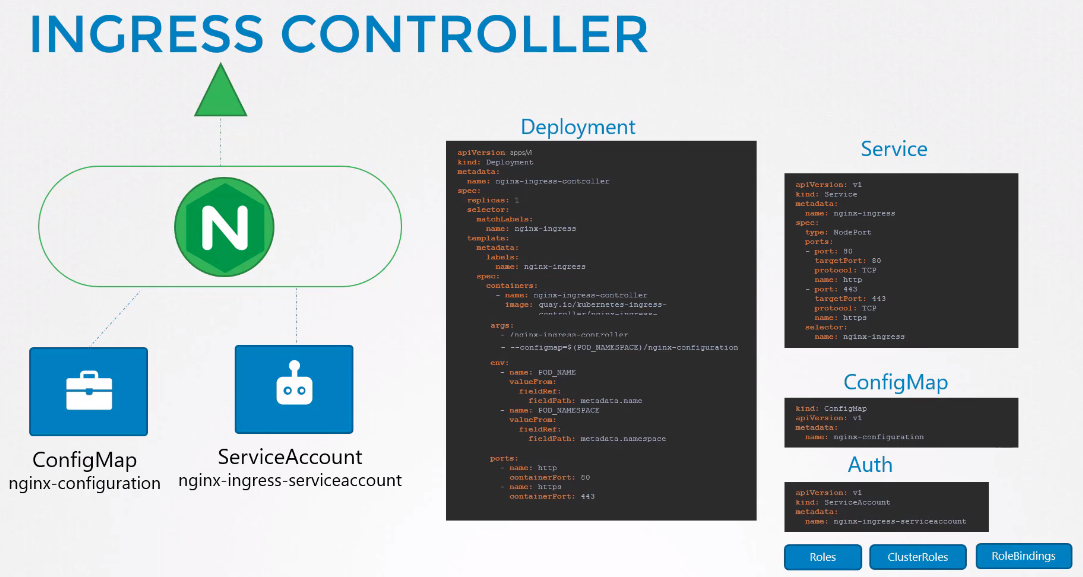 INGRESS CONTROLLER
N
ConfigMap
nginx-configuration
ServiceAccount
nginx-ingress-serviceaccount
Deployment
apiVersion apps/v1
kind: Deployment
metadata:
name: nginx-ingress-controller
spec:
replicas: 1
selector:
matchLabels:
name: nginx-ingress
template:
metadata:
labels:
name: nginx-ingress
spec:
containers:
- name: nginx-ingress-controller
image: quay.io/kubernetes-ingress-
controller/nginx-ingress-
args:
- /nginx-ingress-controller
- --configmap=$(POD_NAMESPACE)/nginx-configuration
env:
- name: POD_NAME
valueFrom:
fieldRef:
fieldPath: metadata.name
- name: POD_NAMESPACE
valueFrom:
fieldRef:
fieldPath: metadata.namespace
ports:
- name: http
containerPort: 80
- name: https
containerPort: 443
Service
apiVersion: v1
kind: Service
metadata:
name: nginx-ingress
spec:
type: NodePort
ports:
- port: 80
targetPort: 80
protocol: TCP
name: http
- port: 443
targetPort: 443
protocol: TCP
name: https
selector:
name: nginx-ingress
ConfigMap
kind: ConfigMap
apiVersion: v1
metadata:
name: nginx-configuration
Auth
apiVersion: v1
kind: ServiceAccount
metadata:
name: nginx-ingress-serviceaccount
Roles
ClusterRoles
RoleBindings